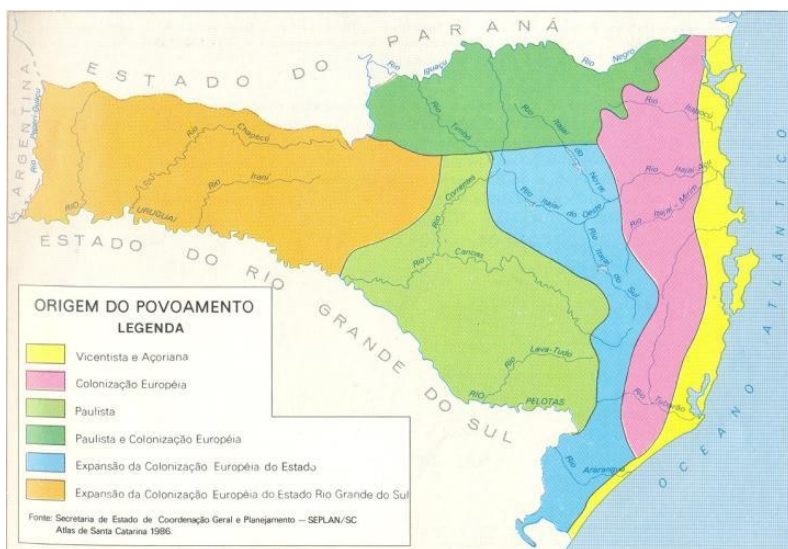 ESTADO DO PARANÁ
ARGENTINA
Rio Peperi-Guaçu
Rio Iguaçu
Rio Negro
Rio Chapecó
Rio Irani
RIO URUGUAI
Rio Timbó
Rio Itajaí do Norte
Rio Itapocu
Rio Itajaí-açu
Rio Itajaí-Mirim
Rio Itajaí do Oeste
Rio Itajaí do Sul
Rio Correntes
Rio Canoas
Rio Lava-Tudo
RIO PELOTAS
Rio Tubarão
Rio Araranguá
ESTADO DO RIO GRANDE DO SUL
OCEANO ATLÂNTICO
ORIGEM DO POVOAMENTO
LEGENDA
Vicentista e Açoriana
Colonização Européia
Paulista
Paulista e Colonização Européia
Expansão da Colonização Européia do Estado
Expansão da Colonização Européia do Estado Rio Grande do Sul
Fonte: Secretaria de Estado de Coordenação Geral e Planejamento — SEPLAN/SC
Atlas de Santa Catarina 1986.